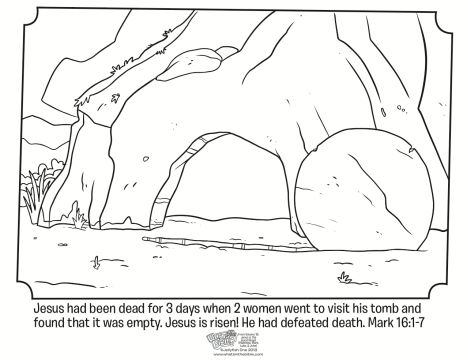 Jesus had been dead for 3 days when 2 women went to visit his tomb and
found that it was empty. Jesus is risen! He had defeated death. Mark 16:1-7